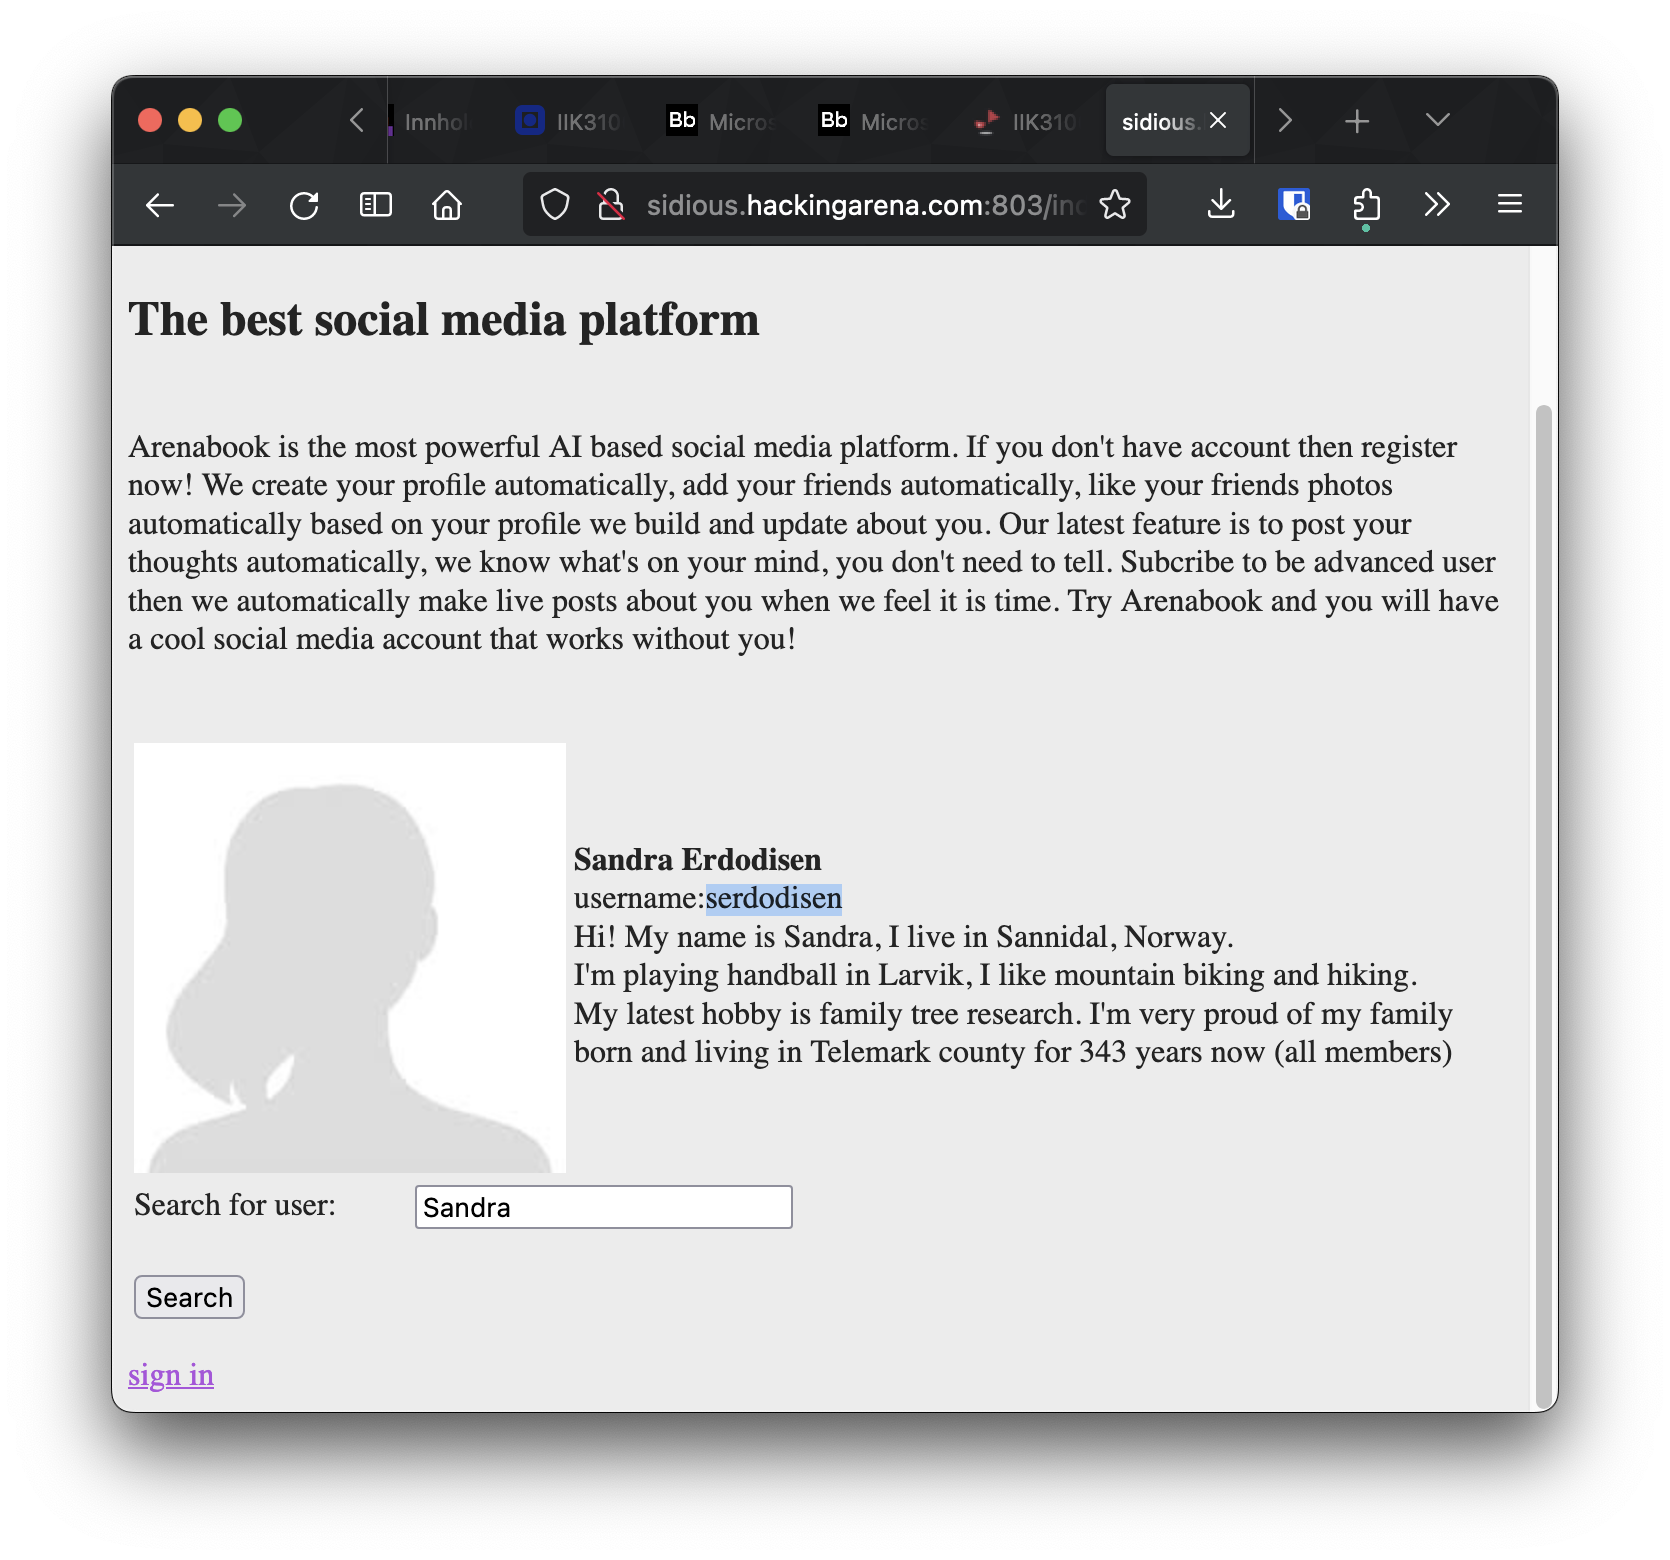 Innhol
IIK310
Bb Micros
Bb Micros
IIK310
sidious.
sidious.hackingarena.com:803/inc
The best social media platform
Arenabook is the most powerful AI based social media platform. If you don't have account then register
now! We create your profile automatically, add your friends automatically, like your friends photos
automatically based on your profile we build and update about you. Our latest feature is to post your
thoughts automatically, we know what's on your mind, you don't need to tell. Subcribe to be advanced user
then we automatically make live posts about you when we feel it is time. Try Arenabook and you will have
a cool social media account that works without you!
Sandra Erdodisen
username:serdodisen
Hi! My name is Sandra, I live in Sannidal, Norway.
I'm playing handball in Larvik, I like mountain biking and hiking.
My latest hobby is family tree research. I'm very proud of my family
born and living in Telemark county for 343 years now (all members)
Search for user:
Sandra
Search
sign in